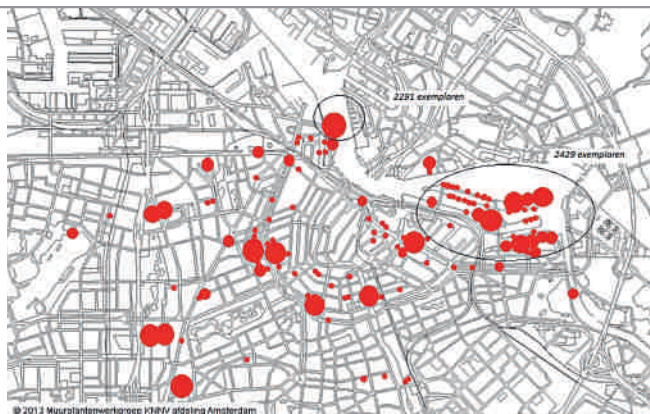 2291 exemplaren
2429 exemplaren
© 2013 Muurplantenwerkgroep KNNV afdeling Amsterdam